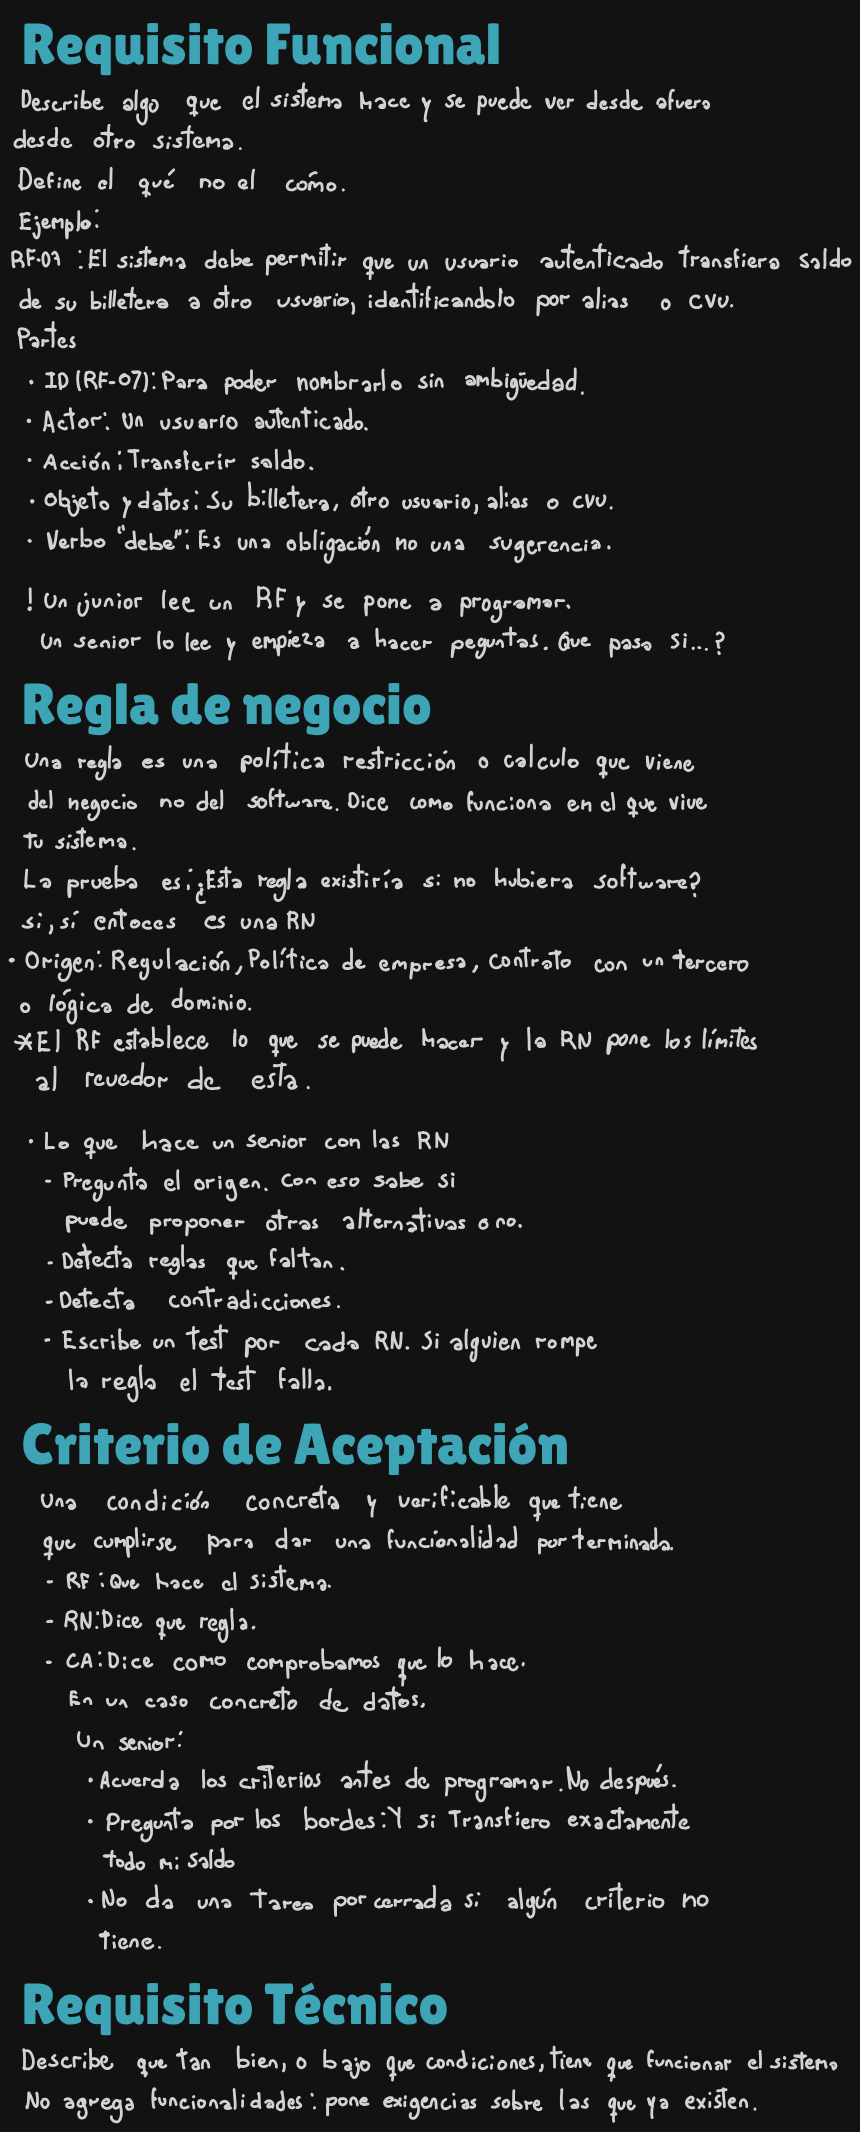 Requisito Funcional
Describe algo que el sistema hace y se puede ver desde afuera
desde otro sistema.
Define el qué no el cómo.
Ejemplo:
RF-07 : El sistema debe permitir que un usuario autenticado transfiera saldo
de su billetera a otro usuario, identificandolo por alias o CVU.
Partes
· ID (RF-07): Para poder nombrarlo sin ambigüedad.
· Actor: Un usuario autenticado.
· Acción: Transferir saldo.
· Objeto y datos: Su billetera, otro usuario, alias o CVU.
· Verbo "debe": Es una obligación no una sugerencia.
! Un junior lee un RF y se pone a programar.
Un senior lo lee y empieza a hacer peguntas. Que pasa si...?
Regla de negocio
Una regla es una política restricción o calculo que viene
del negocio no del software. Dice como funciona en el que vive
tu sistema.
La prueba es: ¿Esta regla existiría si no hubiera software?
si, sí entoces es una RN
· Origen: Regulación, Política de empresa, contrato con un tercero
o lógica de dominio.
*El RF establece lo que se puede hacer y la RN pone los límites
al reuedor de esta.
· Lo que hace un senior con las RN
- Pregunta el origen. Con eso sabe si
puede proponer otras alternativas o no.
- Detecta reglas que faltan.
- Detecta contradicciones.
- Escribe un test por cada RN. Si alguien rompe
la regla el test falla.
Criterio de Aceptación
Una condición concreta y verificable que tiene
que cumplirse para dar una funcionalidad por terminada.
- RF: Que hace el sistema.
- RN: Dice que regla.
- CA: Dice como comprobamos que lo hace.
En un caso concreto de datos.
Un senior:
· Acuerda los criterios antes de programar. No después.
· Pregunta por los bordes: Y si Transfiero exactamente
todo mi saldo
· No da una Tarea por cerrada si algún críterio no
tiene.
Requisito Técnico
Describe que tan bien, o bajo que condiciones, tiene que funcionar el sistema
No agrega funcionalidades: pone exigencias sobre las que ya existen.